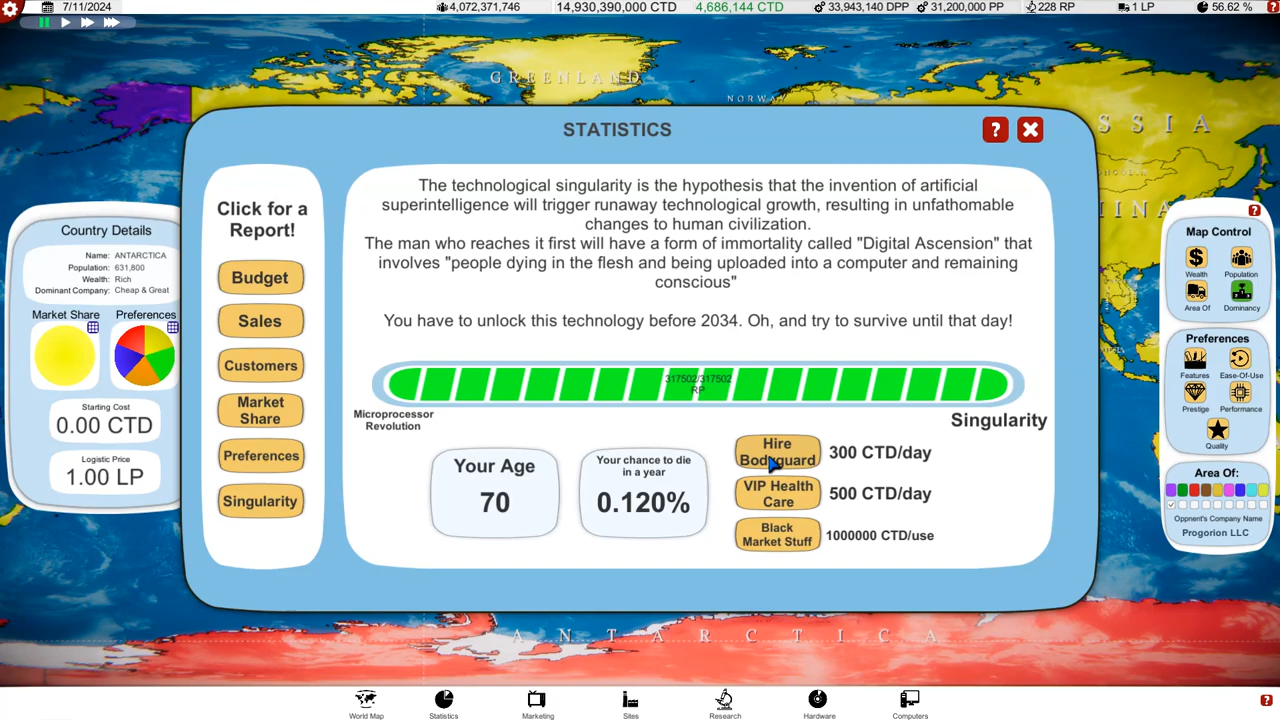 7/11/2024
4,072,371,746
14,930,390,000 CTD
4,686,144 CTD
33,943,140 DPP
31,200,000 PP
228 RP
1 LP
56.62 %
GREENLAND
NORWAY
STATISTICS
Click for a
Report!
Budget
Sales
Customers
Market
Share
Preferences
Singularity
The technological singularity is the hypothesis that the invention of artificial
superintelligence will trigger runaway technological growth, resulting in unfathomable
changes to human civilization.
The man who reaches it first will have a form of immortality called "Digital Ascension" that
involves "people dying in the flesh and being uploaded into a computer and remaining
conscious"
You have to unlock this technology before 2034. Oh, and try to survive until that day!
317502/317502
RP
Microprocessor
Revolution
Singularity
Your Age
70
Your chance to die
in a year
0.120%
Hire
Bodyguard
300 CTD/day
VIP Health
Care
500 CTD/day
Black
Market Stuff
1000000 CTD/use
Country Details
Name: ANTARCTICA
Population: 631,800
Wealth: Rich
Dominant Company: Cheap & Great
Market Share
Preferences
Starting Cost
0.00 CTD
Logistic Price
1.00 LP
SSIA
INA
Map Control
Wealth
Population
Area Of
Dominancy
Preferences
Features
Ease-Of-Use
Prestige
Performance
Quality
Area Of:
Oppnent's Company Name
Progorion LLC
ANTARCTICA
World Map
Statistics
Marketing
Sites
Research
Hardware
Computers